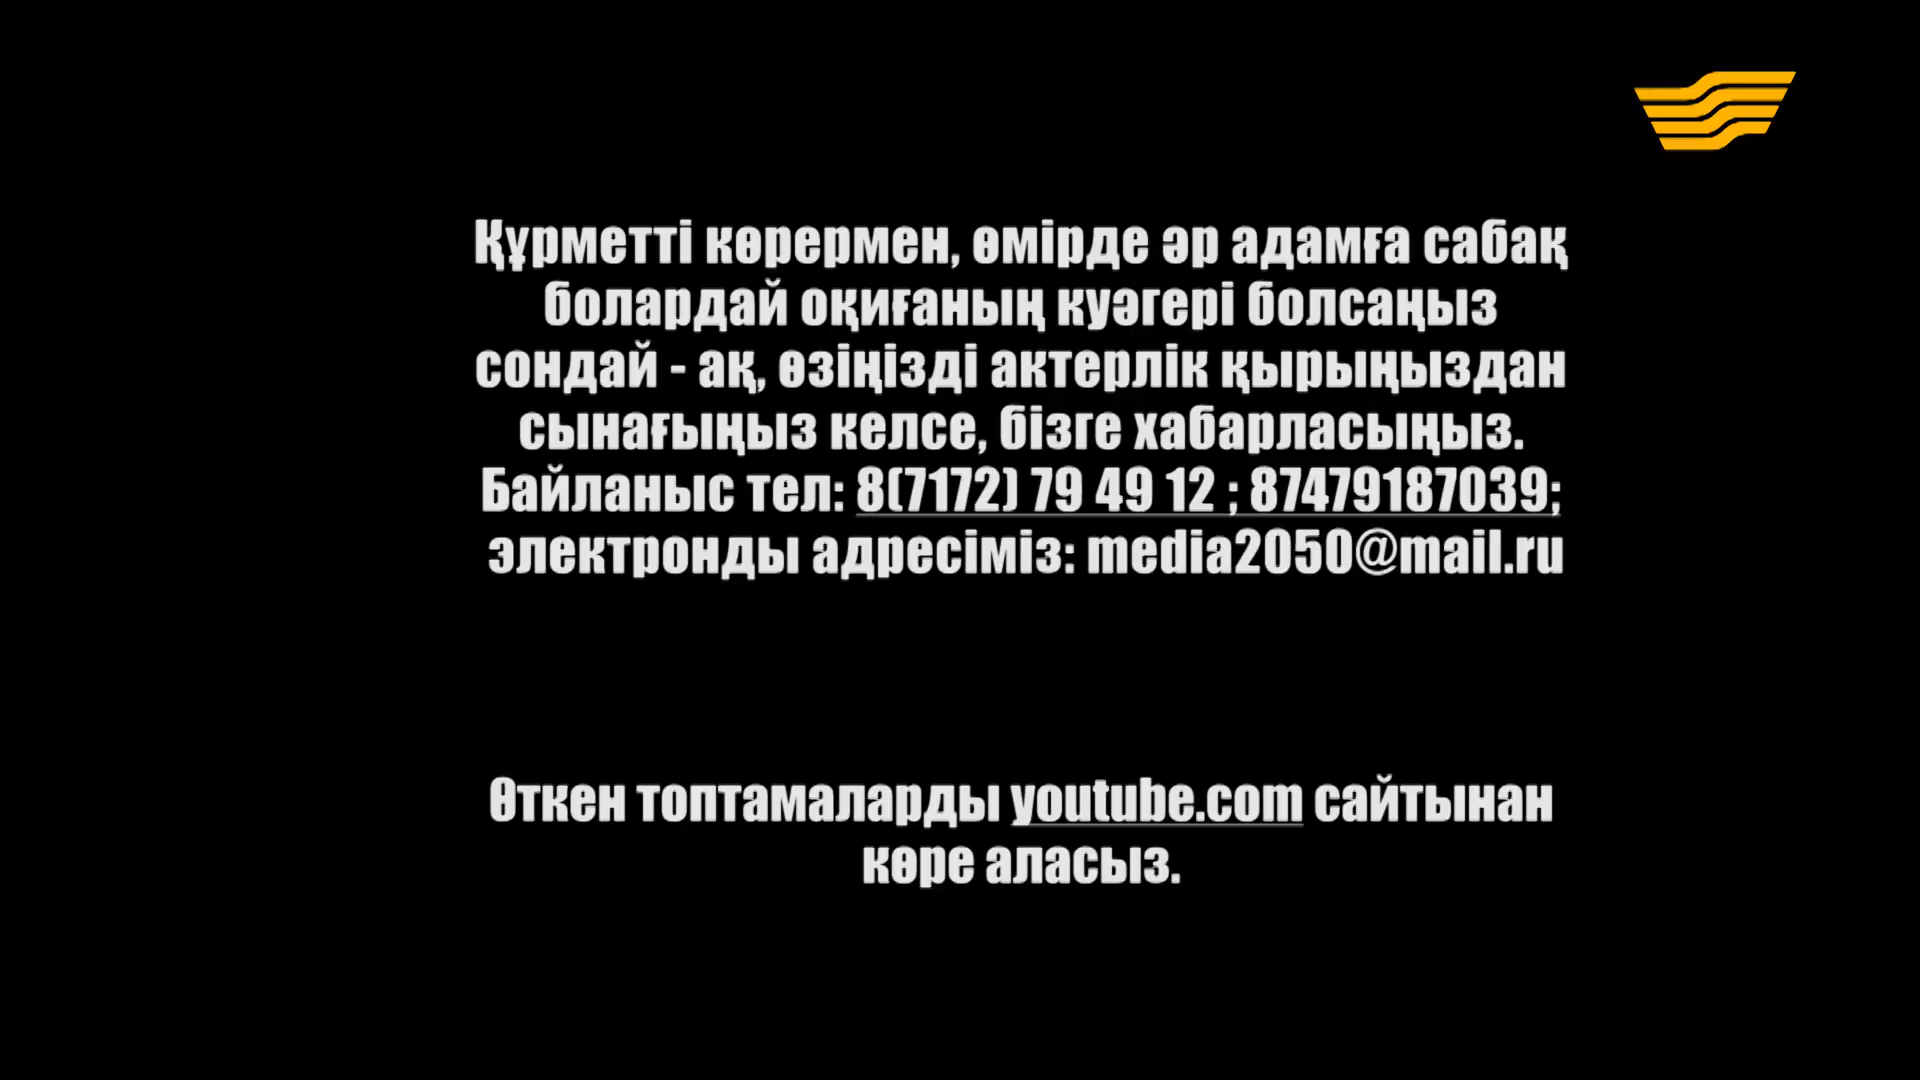 Құрметті көрермен, өмірде әр адамға сабақ
болардай оқиғаның куәгері болсаңыз
сондай - ақ, өзіңізді актерлік қырыңыздан
сынағыңыз келсе, бізге хабарласыңыз.
Байланыс тел: 8(7172) 79 49 12 ; 87479187039;
электронды адресіміз: media2050@mail.ru
Өткен топтамаларды youtube.com сайтынан
көре аласыз.